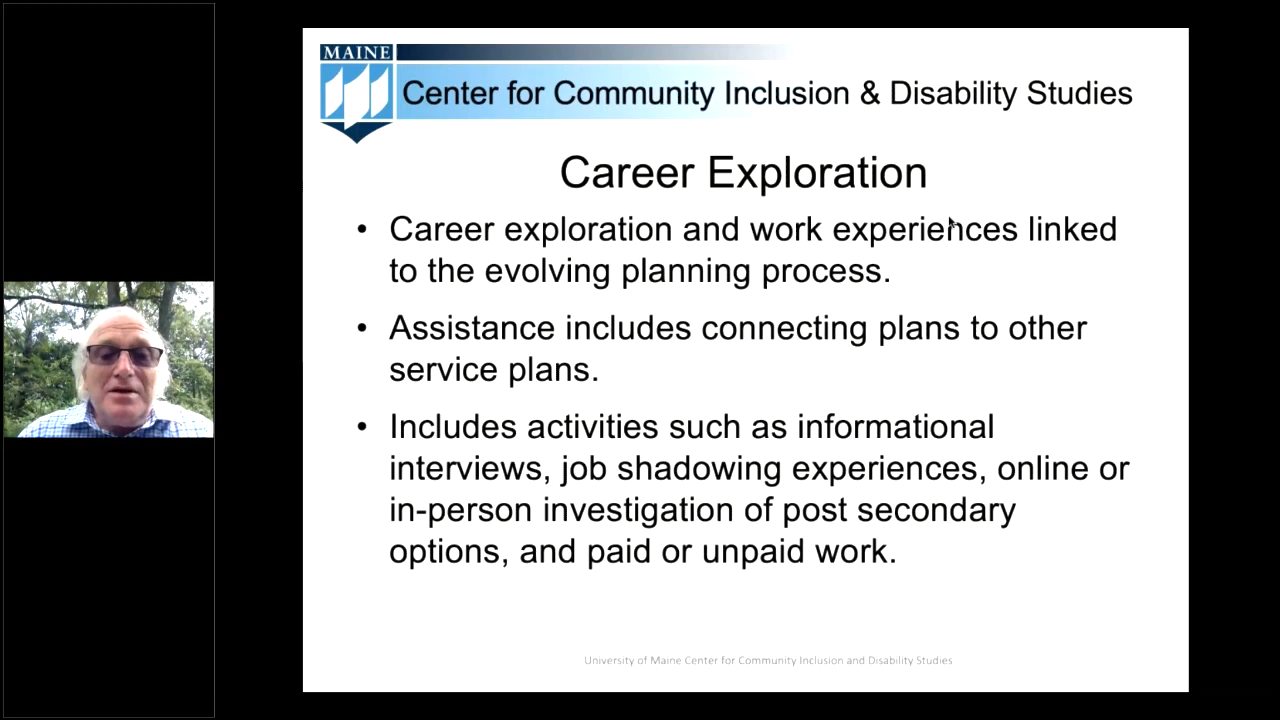 MAINE
Center for Community Inclusion & Disability Studies
Career Exploration
• Career exploration and work experiences linked
to the evolving planning process.
• Assistance includes connecting plans to other
service plans.
• Includes activities such as informational
interviews, job shadowing experiences, online or
in-person investigation of post secondary
options, and paid or unpaid work.
University of Maine Center for Community Inclusion and Disability Studies